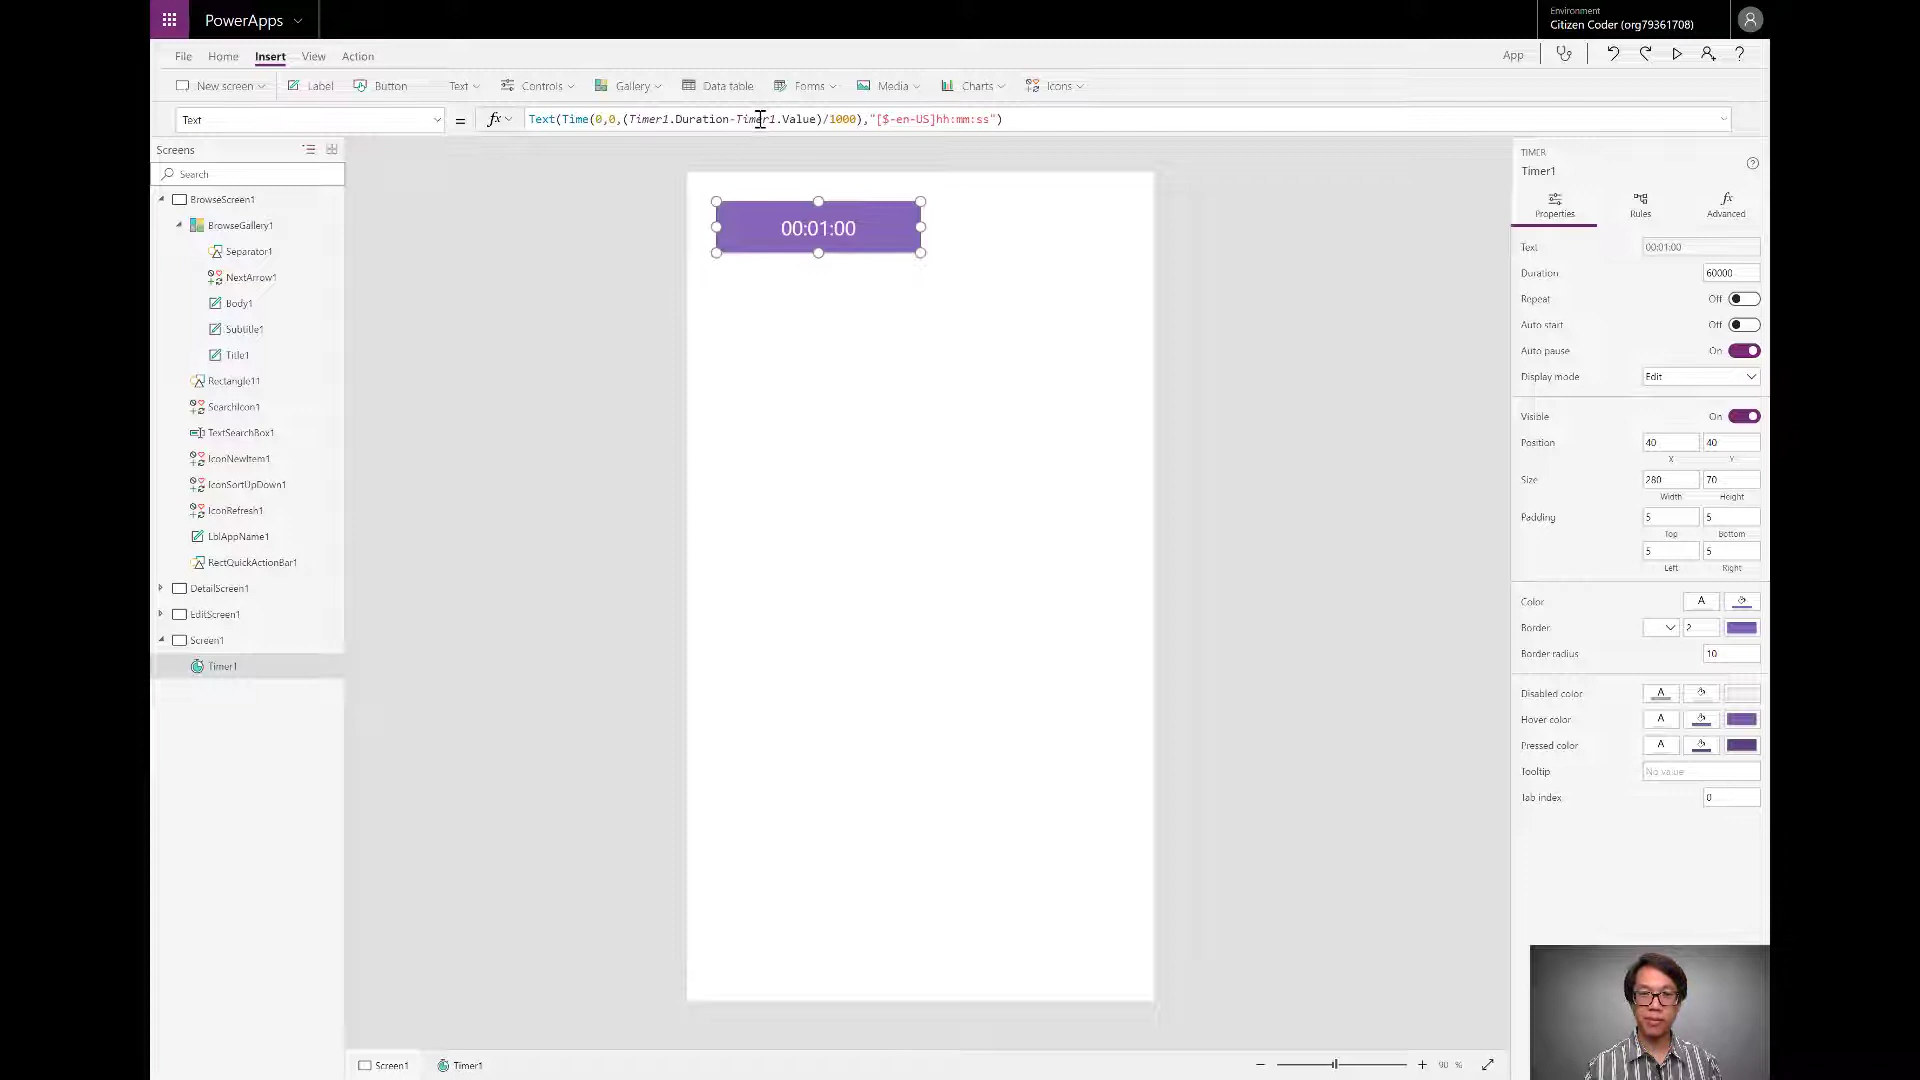 PowerApps
Environment
Citizen Coder (org79361708)
File Home Insert View Action
App
New screen Label Button Text Controls Gallery Data table Forms Media Charts Icons
Text = fx Text(Time(0,0,(Timer1.Duration-Timer1.Value)/1000),"[$-en-US]hh:mm:ss")
Screens
Search
BrowseScreen1
BrowseGallery1
Separator1
NextArrow1
Body1
Subtitle1
Title1
Rectangle11
SearchIcon1
TextSearchBox1
IconNewItem1
IconSortUpDown1
IconRefresh1
LblAppName1
RectQuickActionBar1
DetailScreen1
EditScreen1
Screen1
Timer1
00:01:00
TIMER
Timer1
Properties Rules Advanced
Text 00:01:00
Duration 60000
Repeat Off
Auto start Off
Auto pause On
Display mode Edit
Visible On
Position 40 40
X Y
Size 280 70
Width Height
Padding 5 5
Top Bottom
5 5
Left Right
Color A
Border 2
Border radius 10
Disabled color A
Hover color A
Pressed color A
Tooltip No value
Tab index 0
Screen1 Timer1
90 %